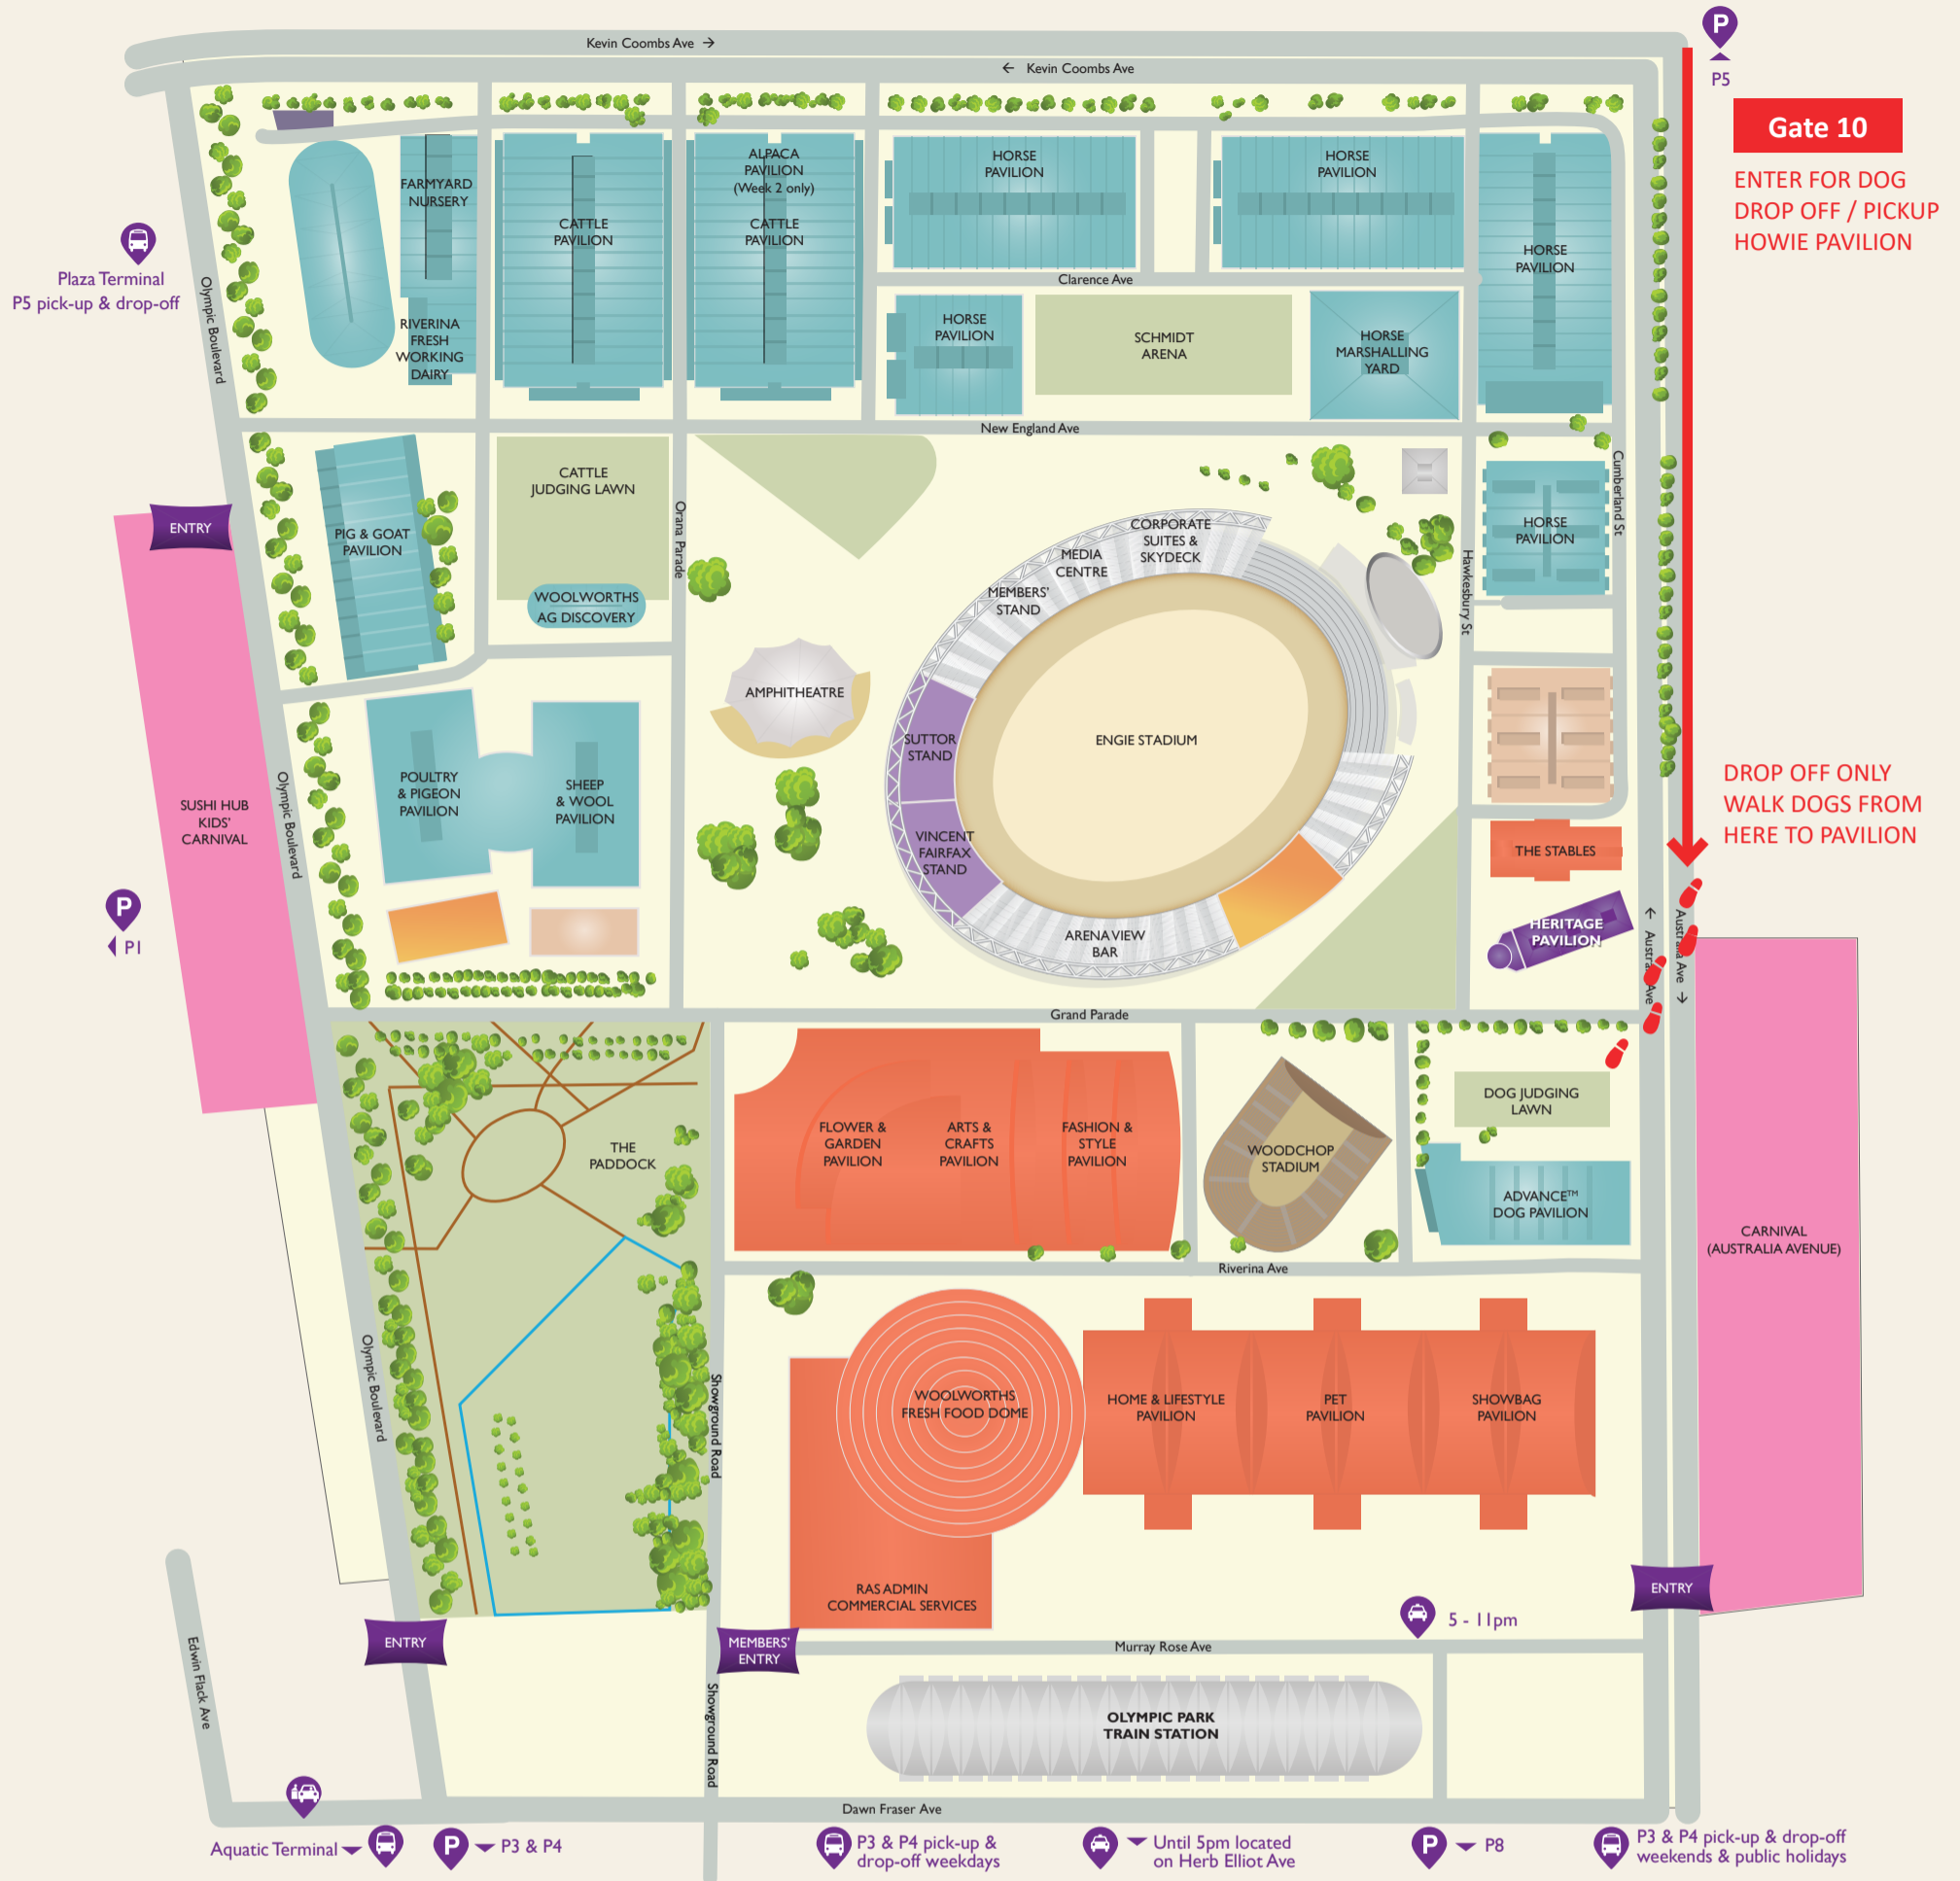 Kevin Coombs Ave →
← Kevin Coombs Ave
P
P5
Gate 10
ENTER FOR DOG
DROP OFF / PICKUP
HOWIE PAVILION
FARMYARD
NURSERY
ALPACA
PAVILION
(Week 2 only)
CATTLE
PAVILION
CATTLE
PAVILION
HORSE
PAVILION
HORSE
PAVILION
HORSE
PAVILION
Plaza Terminal
P5 pick-up & drop-off
Olympic Boulevard
RIVERINA
FRESH
WORKING
DAIRY
Clarence Ave
HORSE
PAVILION
SCHMIDT
ARENA
HORSE
MARSHALLING
YARD
New England Ave
CATTLE
JUDGING LAWN
Orana Parade
Cumberland St
ENTRY
PIG & GOAT
PAVILION
WOOLWORTHS
AG DISCOVERY
CORPORATE
SUITES &
SKYDECK
MEDIA
CENTRE
MEMBERS'
STAND
Hawkesbury St
HORSE
PAVILION
AMPHITHEATRE
SUTTOR
STAND
ENGIE STADIUM
VINCENT
FAIRFAX
STAND
ARENA VIEW
BAR
SUSHI HUB
KIDS'
CARNIVAL
Olympic Boulevard
POULTRY
& PIGEON
PAVILION
SHEEP
& WOOL
PAVILION
DROP OFF ONLY
WALK DOGS FROM
HERE TO PAVILION
THE STABLES
HERITAGE
PAVILION
← Australia Ave
Australia Ave →
P
P1
Grand Parade
THE
PADDOCK
FLOWER &
GARDEN
PAVILION
ARTS &
CRAFTS
PAVILION
FASHION &
STYLE
PAVILION
WOODCHOP
STADIUM
DOG JUDGING
LAWN
ADVANCE™
DOG PAVILION
CARNIVAL
(AUSTRALIA AVENUE)
Riverina Ave
Olympic Boulevard
Showground Road
WOOLWORTHS
FRESH FOOD DOME
HOME & LIFESTYLE
PAVILION
PET
PAVILION
SHOWBAG
PAVILION
RAS ADMIN
COMMERCIAL SERVICES
ENTRY
5 - 11pm
ENTRY
MEMBERS'
ENTRY
Murray Rose Ave
Edwin Flack Ave
Showground Road
OLYMPIC PARK
TRAIN STATION
Dawn Fraser Ave
Aquatic Terminal
P
P3 & P4
P3 & P4 pick-up &
drop-off weekdays
Until 5pm located
on Herb Elliot Ave
P
P8
P3 & P4 pick-up & drop-off
weekends & public holidays